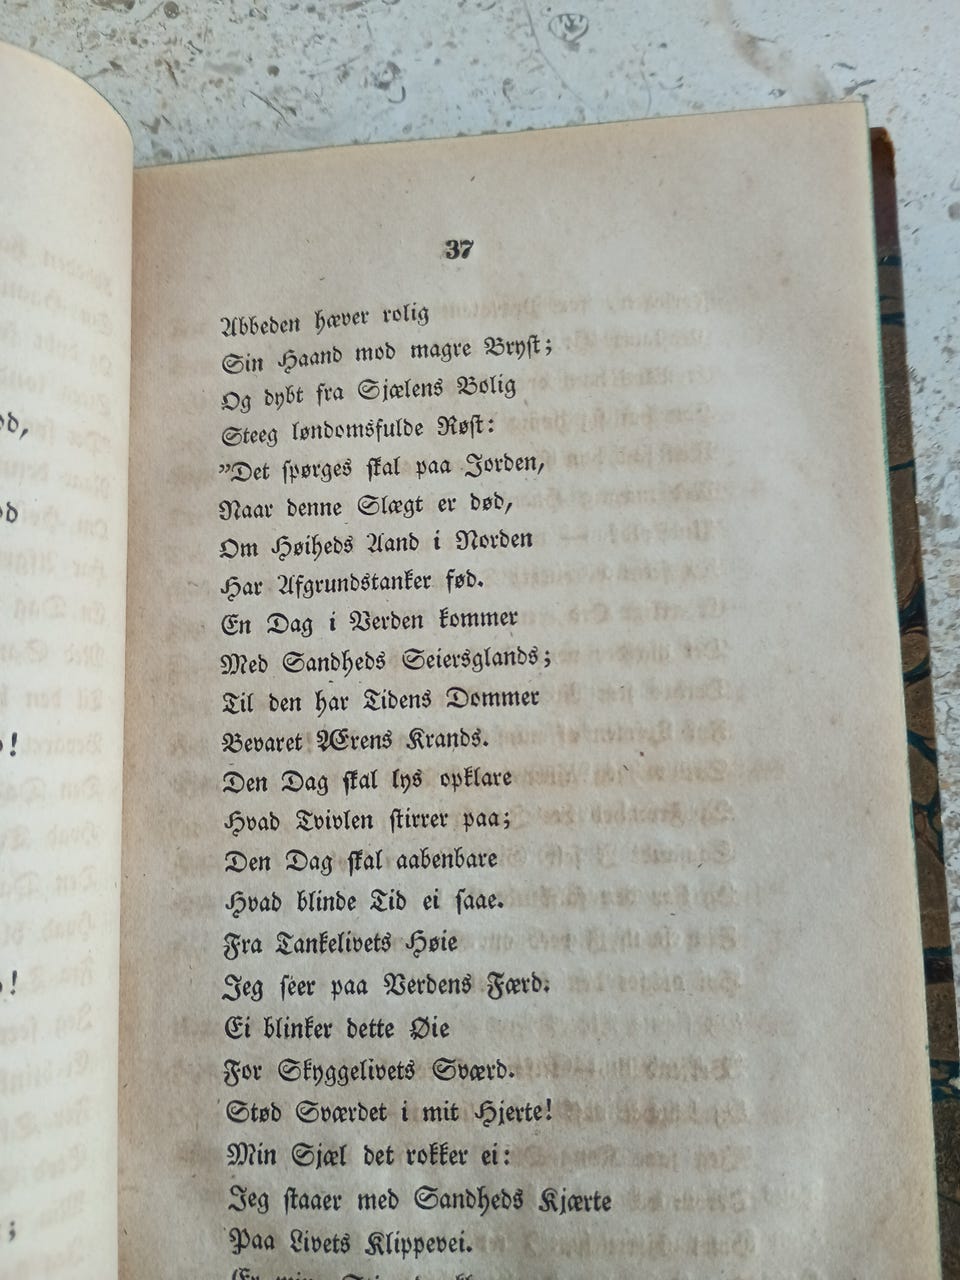 37
Abbeden hæver rolig
Sin Haand mod magre Bryst;
Og dybt fra Sjælens Bolig
Steeg løndomsfulde Røst:
”Det spørges skal paa Jorden,
Naar denne Slægt er død,
Om Høiheds Aand i Norden
Har Afgrundstanker fød.
En Dag i Verden kommer
Med Sandheds Seiersglands;
Til den har Tidens Dommer
Bevaret Ærens Krands.
Den Dag skal lys opklare
Hvad Tvivlen stirrer paa;
Den Dag skal aabenbare
Hvad blinde Tid ei saae.
Fra Tankelivets Høie
Jeg seer paa Verdens Færd.
Ei blinker dette Øie
For Skyggelivets Sværd.
Stød Sværdet i mit Hjerte!
Min Sjæl det rokker ei:
Jeg staaer med Sandheds Kjærte
Paa Livets Klippevei.